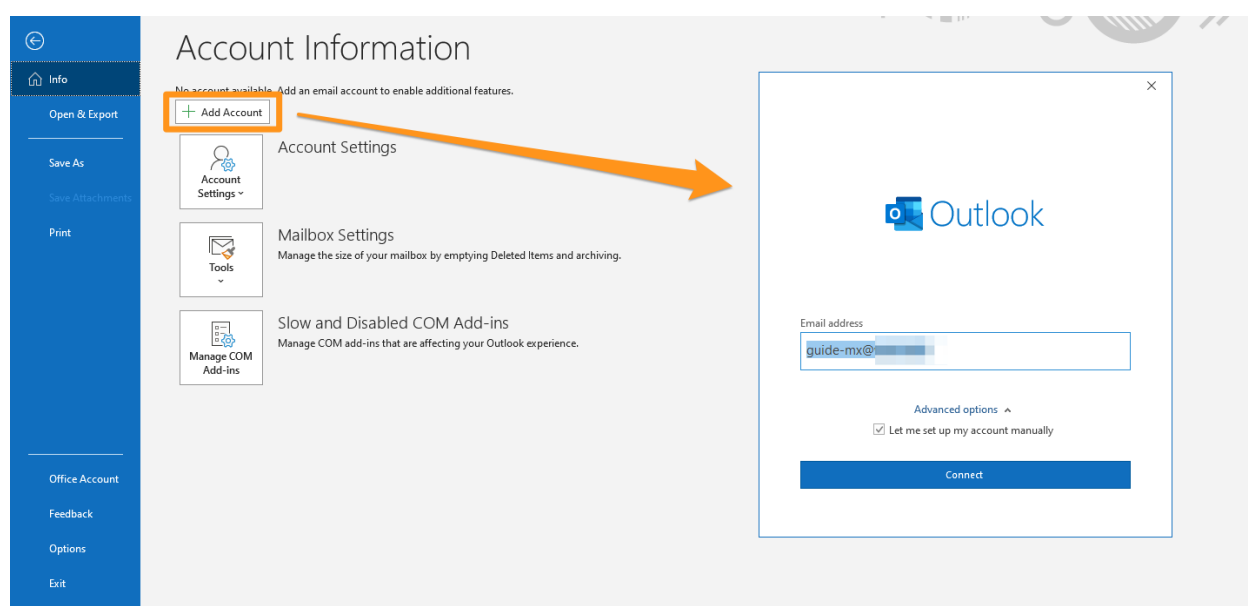 Account Information
Info
No account available. Add an email account to enable additional features.
Open & Export
Add Account
Account Settings
Save As
Account
Settings
Save Attachments
Print
Mailbox Settings
Manage the size of your mailbox by emptying Deleted Items and archiving.
Tools
Slow and Disabled COM Add-ins
Manage COM add-ins that are affecting your Outlook experience.
Manage COM
Add-ins
Office Account
Feedback
Options
Exit
Outlook
Email address
guide-mx@
Advanced options
Let me set up my account manually
Connect